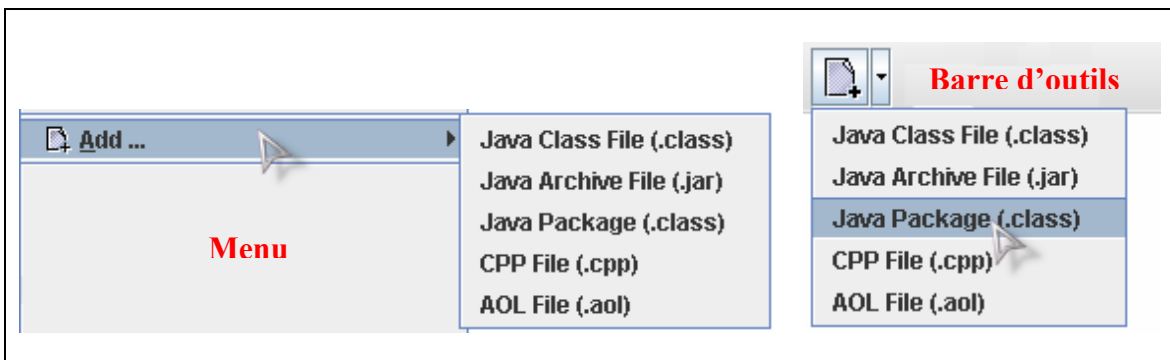 Add ...
Menu
Java Class File (.class)
Java Archive File (.jar)
Java Package (.class)
CPP File (.cpp)
AOL File (.aol)
Barre d'outils
Java Class File (.class)
Java Archive File (.jar)
Java Package (.class)
CPP File (.cpp)
AOL File (.aol)